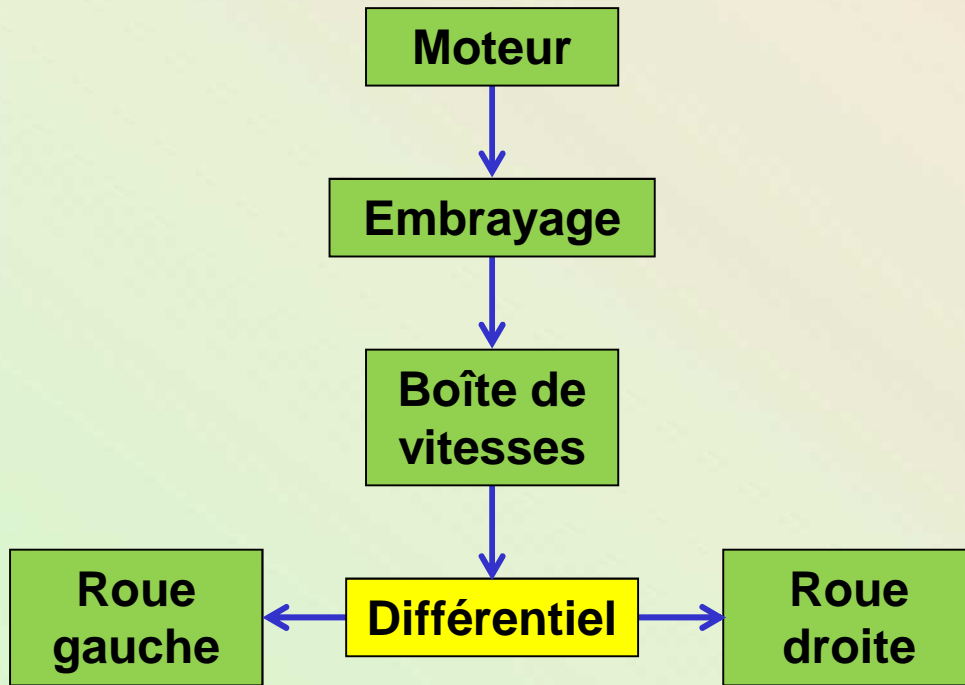 Moteur
Embrayage
Boîte de
vitesses
Roue
gauche
Différentiel
Roue
droite